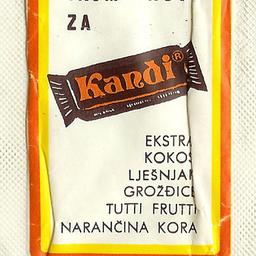 ZA
Kandi®
EKSTRA
KOKOS
LJEŠNJAK
GROŽĐICE
TUTTI FRUTTI
NARANČINA KORA